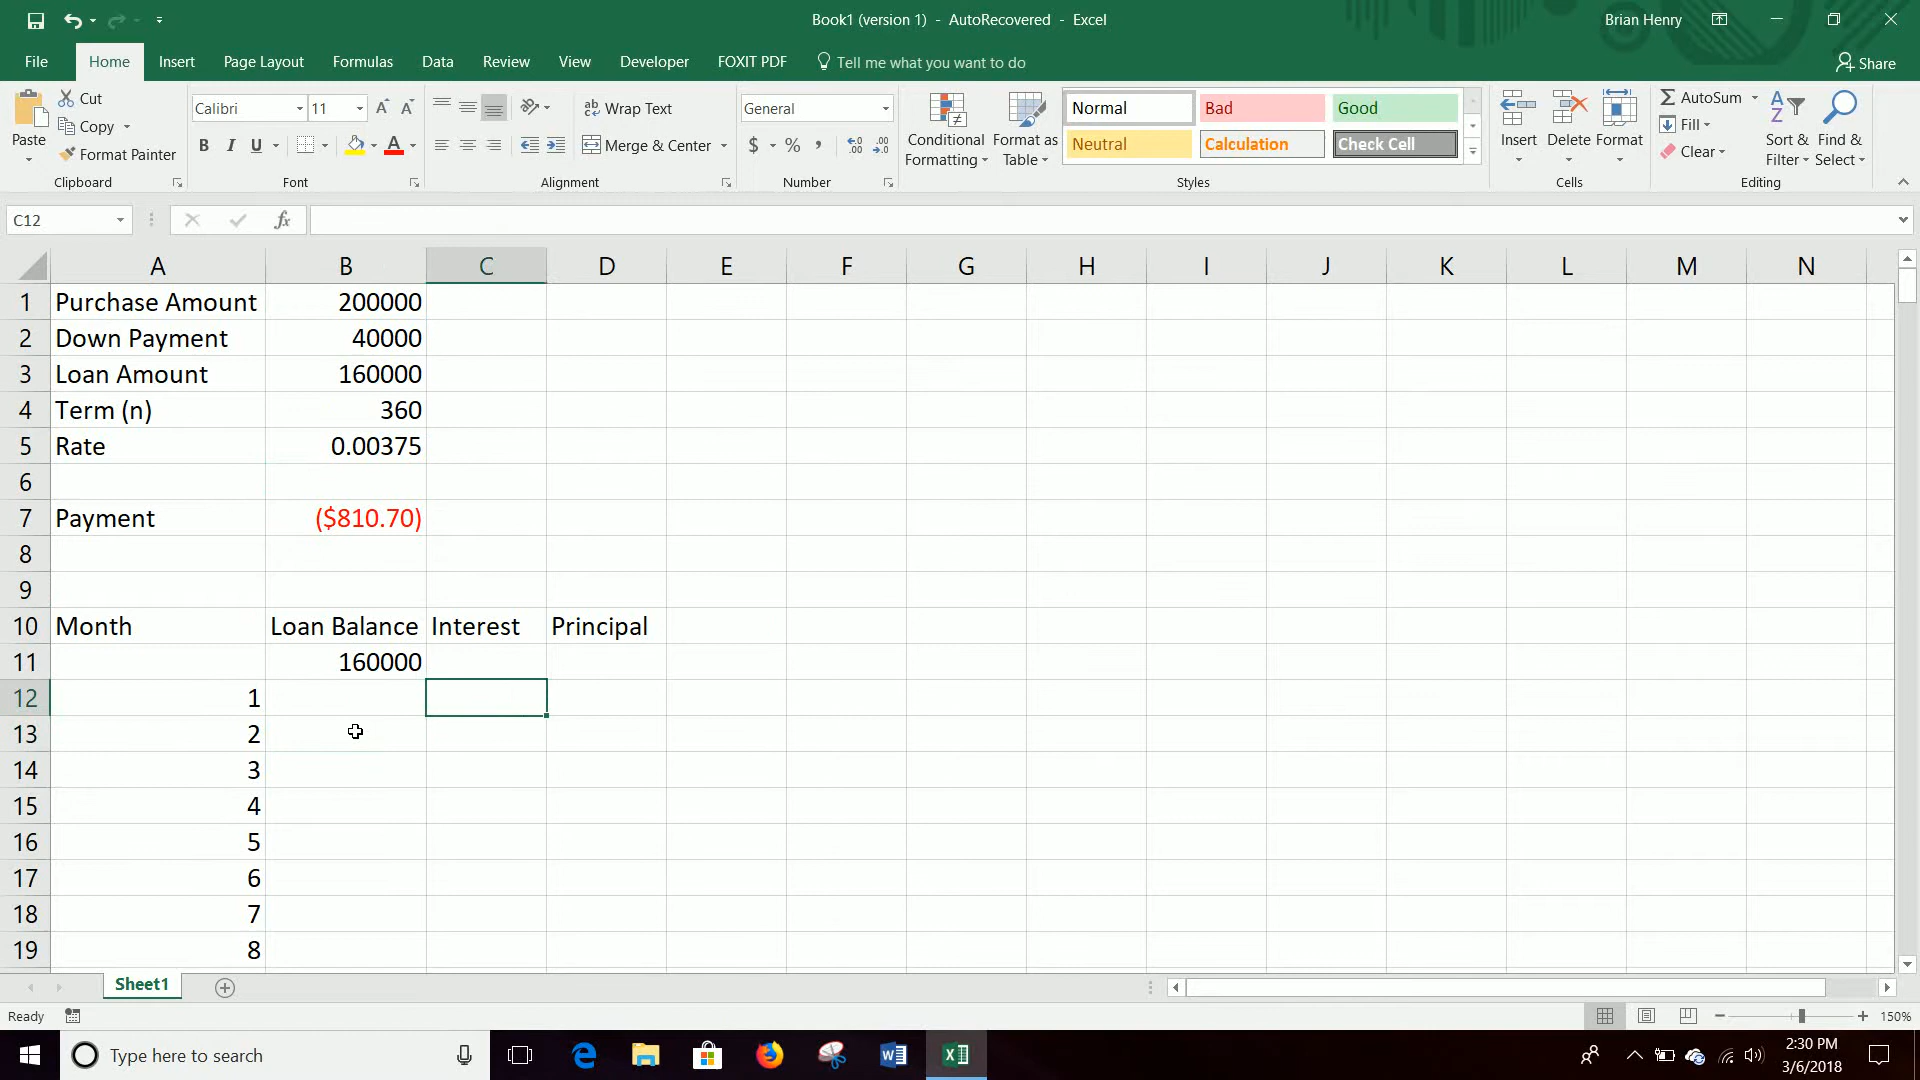 Book1 (version 1) - AutoRecovered - Excel
Brian Henry
File Home Insert Page Layout Formulas Data Review View Developer FOXIT PDF Tell me what you want to do Share
Paste Cut Copy Format Painter
Clipboard
Calibri 11
B I U A
Font
Wrap Text
Merge & Center
Alignment
General
$ % ,
Number
Conditional Formatting
Format as Table
Normal Bad Good
Neutral Calculation Check Cell
Styles
Insert Delete Format
Cells
AutoSum
Fill
Clear
Sort & Filter
Find & Select
Editing
C12 fx
A B C D E F G H I J K L M N
1 Purchase Amount 200000
2 Down Payment 40000
3 Loan Amount 160000
4 Term (n) 360
5 Rate 0.00375
6
7 Payment ($810.70)
8
9
10 Month Loan Balance Interest Principal
11 160000
12 1
13 2
14 3
15 4
16 5
17 6
18 7
19 8
Sheet1
Ready 150%
Type here to search
2:30 PM
3/6/2018